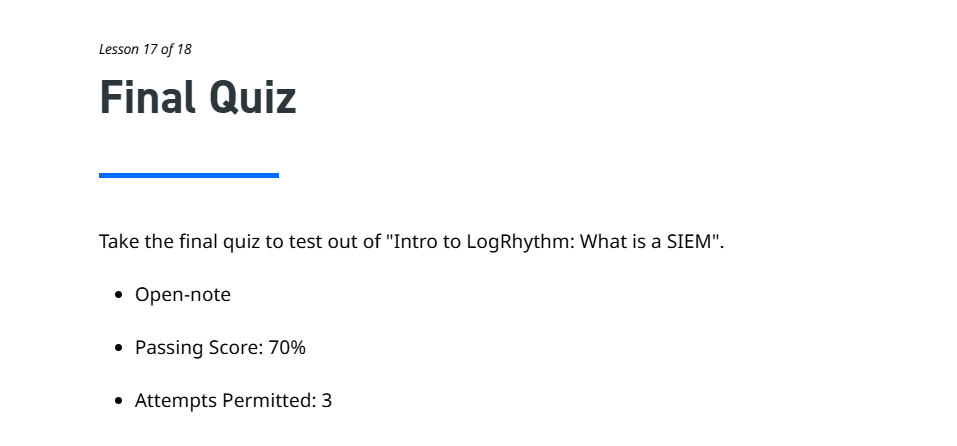 Lesson 17 of 18
Final Quiz
Take the final quiz to test out of "Intro to LogRhythm: What is a SIEM".
Open-note
Passing Score: 70%
Attempts Permitted: 3